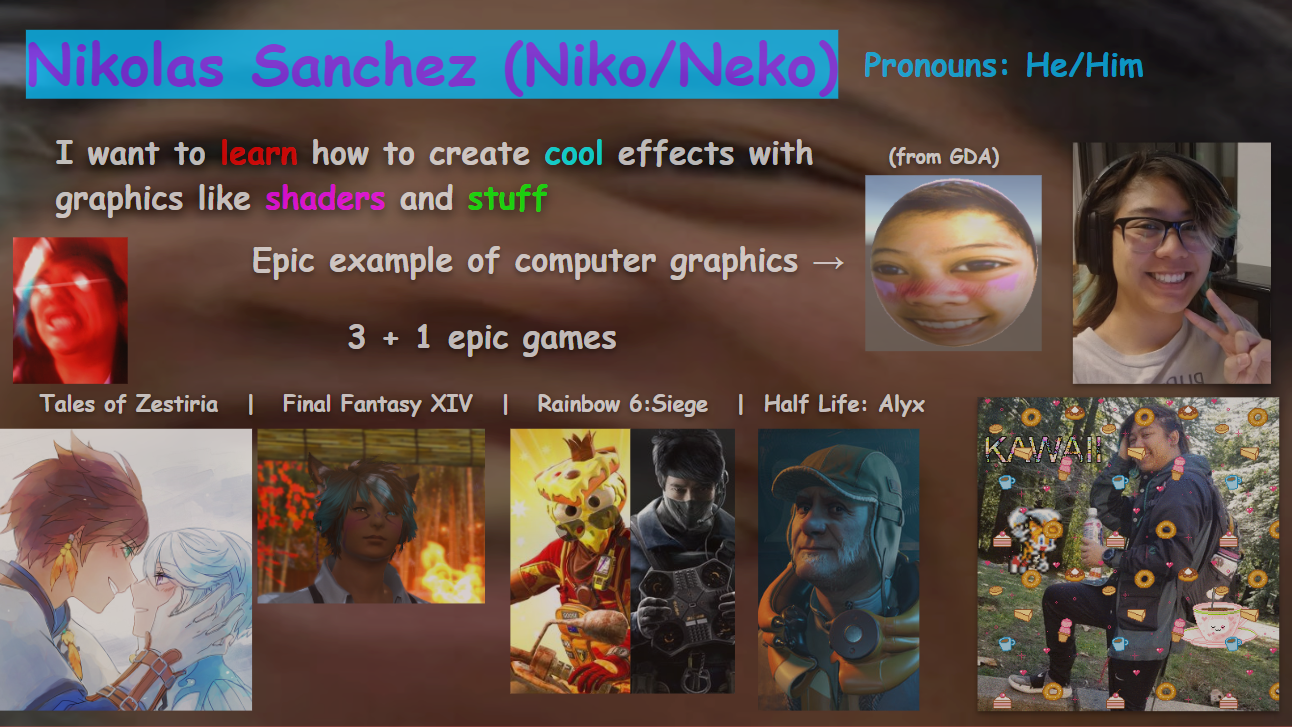 Nikolas Sanchez (Niko/Neko)
Pronouns: He/Him
I want to learn how to create cool effects with
graphics like shaders and stuff
(from GDA)
Epic example of computer graphics →
3 + 1 epic games
Tales of Zestiria | Final Fantasy XIV | Rainbow 6:Siege | Half Life: Alyx
KAWAII